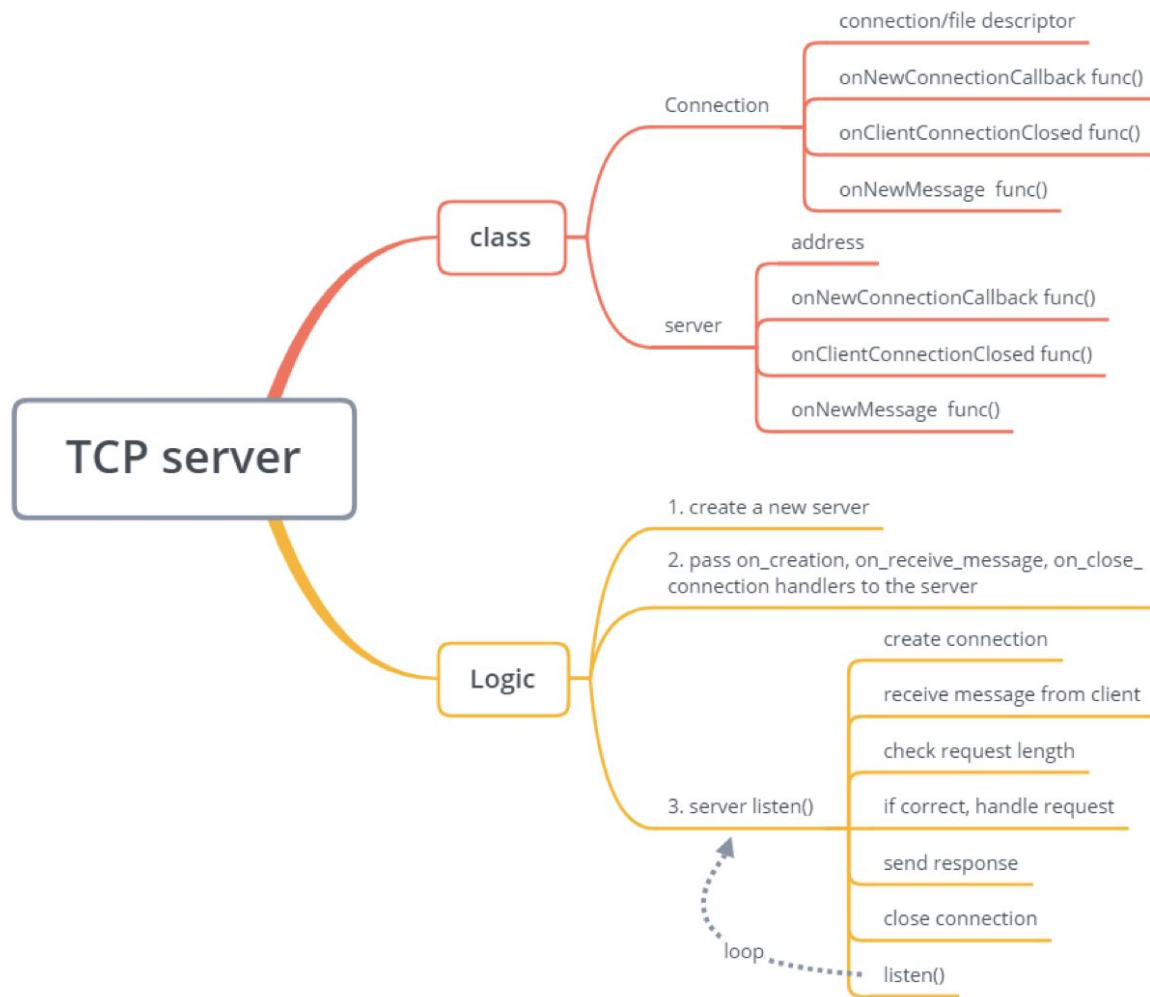 TCP server
class
Connection
connection/file descriptor
onNewConnectionCallback func()
onClientConnectionClosed func()
onNewMessage  func()
server
address
onNewConnectionCallback func()
onClientConnectionClosed func()
onNewMessage  func()
Logic
1. create a new server
2. pass on_creation, on_receive_message, on_close_
connection handlers to the server
3. server listen()
create connection
receive message from client
check request length
if correct, handle request
send response
close connection
listen()
loop